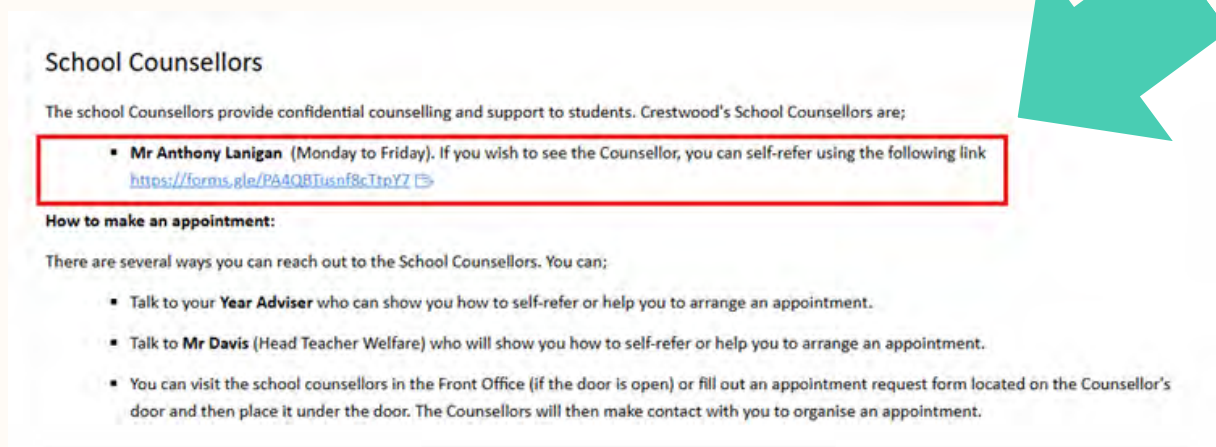 School Counsellors
The school Counsellors provide confidential counselling and support to students. Crestwood's School Counsellors are;
▪ Mr Anthony Lanigan (Monday to Friday). If you wish to see the Counsellor, you can self-refer using the following link
https://forms.gle/PA4QBTusnf8cTtpY7
How to make an appointment:
There are several ways you can reach out to the School Counsellors. You can;
▪ Talk to your Year Adviser who can show you how to self-refer or help you to arrange an appointment.
▪ Talk to Mr Davis (Head Teacher Welfare) who will show you how to self-refer or help you to arrange an appointment.
▪ You can visit the school counsellors in the Front Office (if the door is open) or fill out an appointment request form located on the Counsellor's
door and then place it under the door. The Counsellors will then make contact with you to organise an appointment.